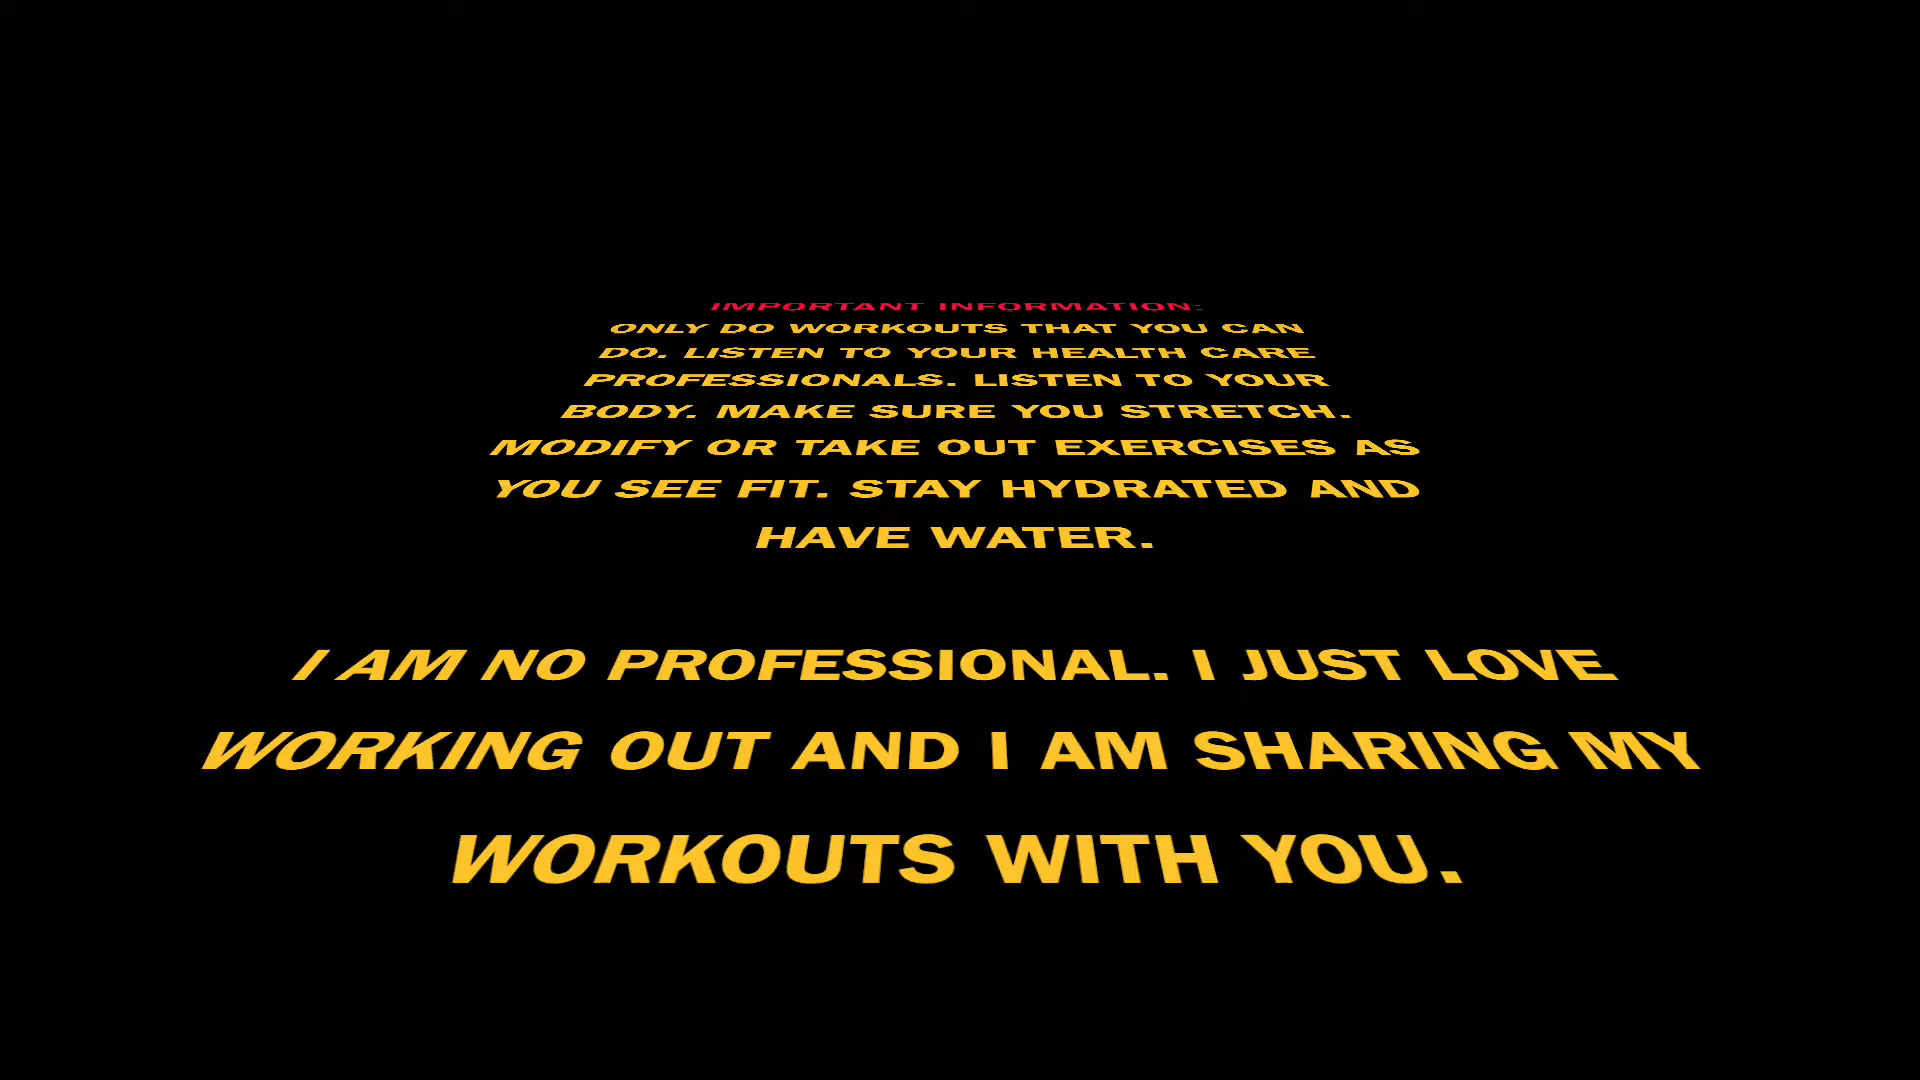 IMPORTANT INFORMATION:
ONLY DO WORKOUTS THAT YOU CAN
DO. LISTEN TO YOUR HEALTH CARE
PROFESSIONALS. LISTEN TO YOUR
BODY. MAKE SURE YOU STRETCH.
MODIFY OR TAKE OUT EXERCISES AS
YOU SEE FIT. STAY HYDRATED AND
HAVE WATER.
I AM NO PROFESSIONAL. I JUST LOVE
WORKING OUT AND I AM SHARING MY
WORKOUTS WITH YOU.